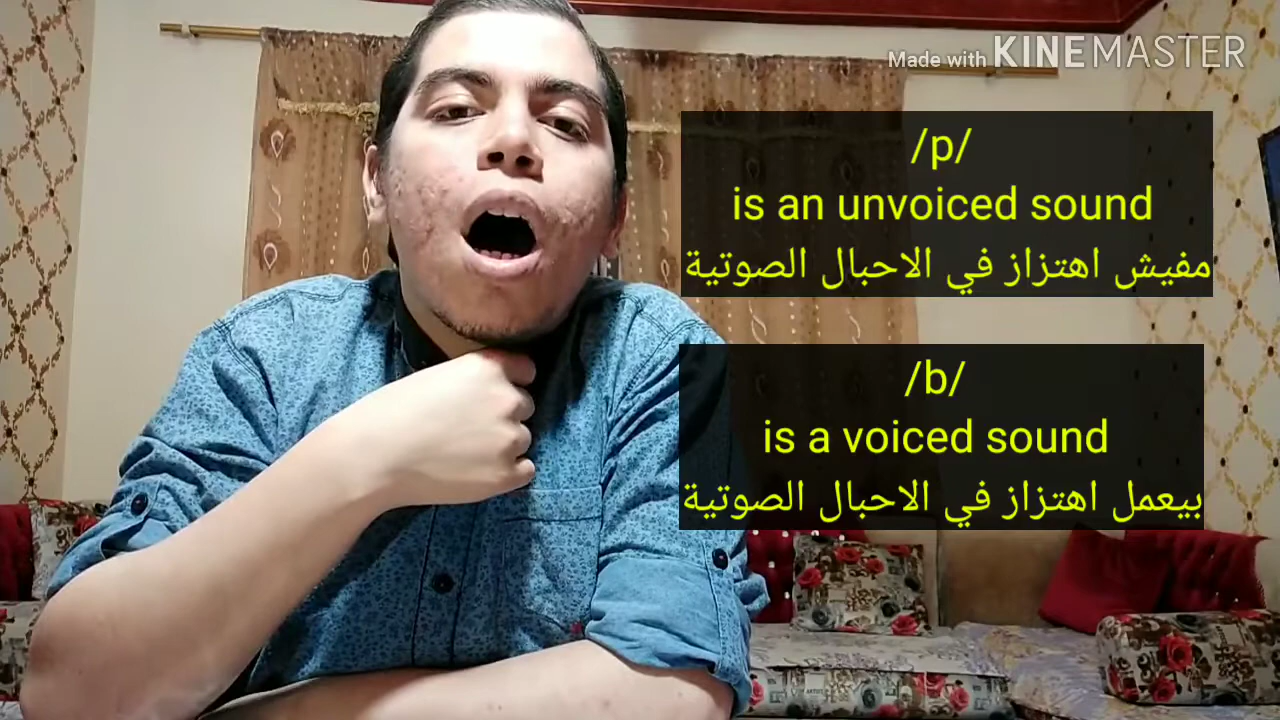 Made with KINEMASTER
/p/
is an unvoiced sound
مفيش اهتزاز في الاحبال الصوتية
/b/
is a voiced sound
بيعمل اهتزاز في الاحبال الصوتية